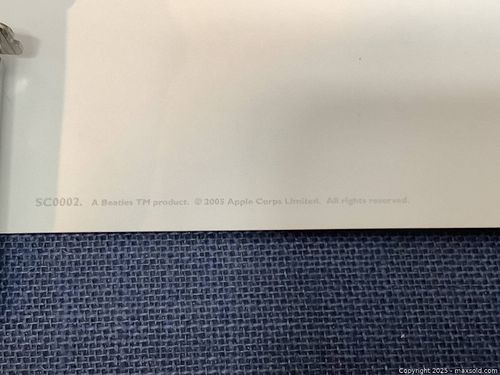 SC0002. A Beatles TM product. © 2005 Apple Corps Limited. All rights reserved.
Copyright 2025 - maxsold.com